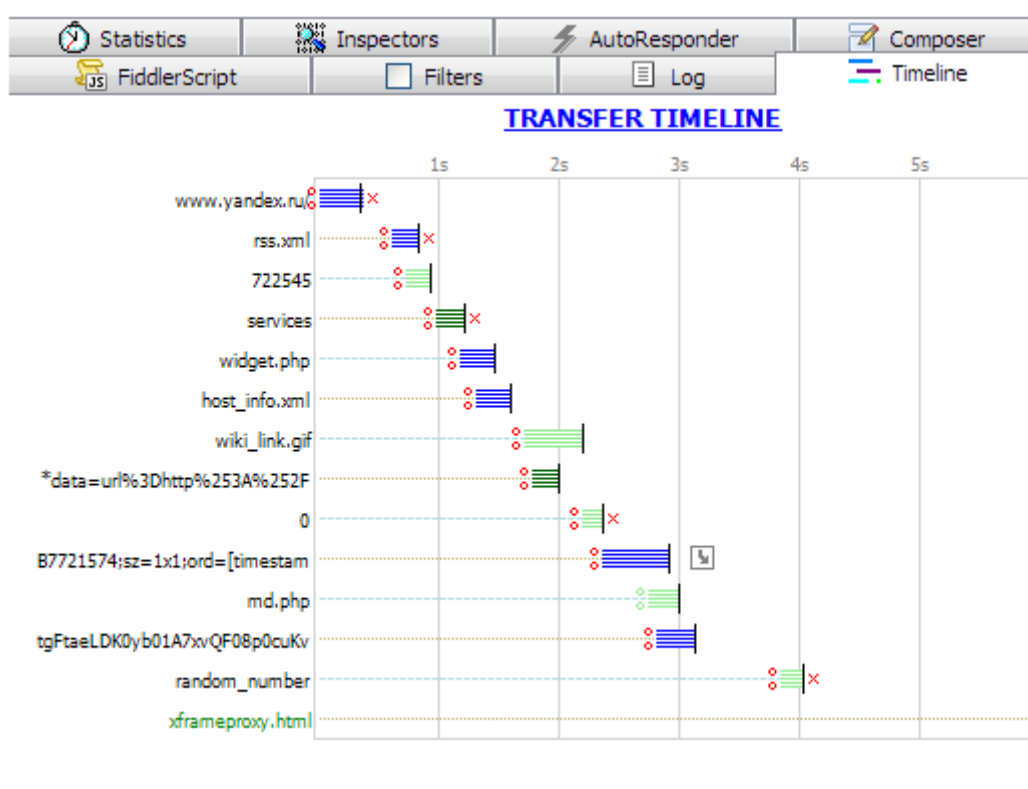 Statistics
Inspectors
AutoResponder
Composer
JS FiddlerScript
Filters
Log
Timeline
TRANSFER TIMELINE
1s 2s 3s 4s 5s
www.yandex.ru/
rss.xml
722545
services
widget.php
host_info.xml
wiki_link.gif
*data=url%3Dhttp%253A%252F
0
B7721574;sz=1x1;ord=[timestam
md.php
tgFtaeLDK0yb01A7xvQF08p0cuKv
random_number
xframeproxy.html